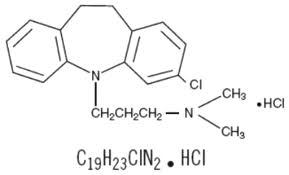 Cl
N
CH₂CH₂CH₂ — N
CH₃
CH₃
•HCl
C₁₉H₂₃ClN₂ • HCl